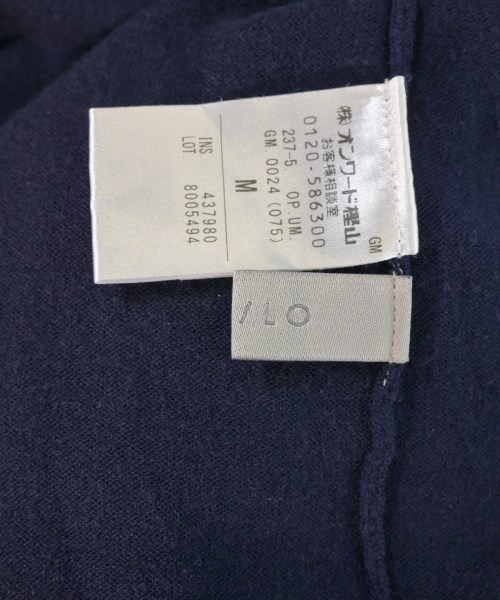 GM
㈱オンワード樫山
お客様相談室
0120-586300
237-5. OP.UM.
GM. 0024 (075)
M
INS. 437980
LOT. 8005494
/LO